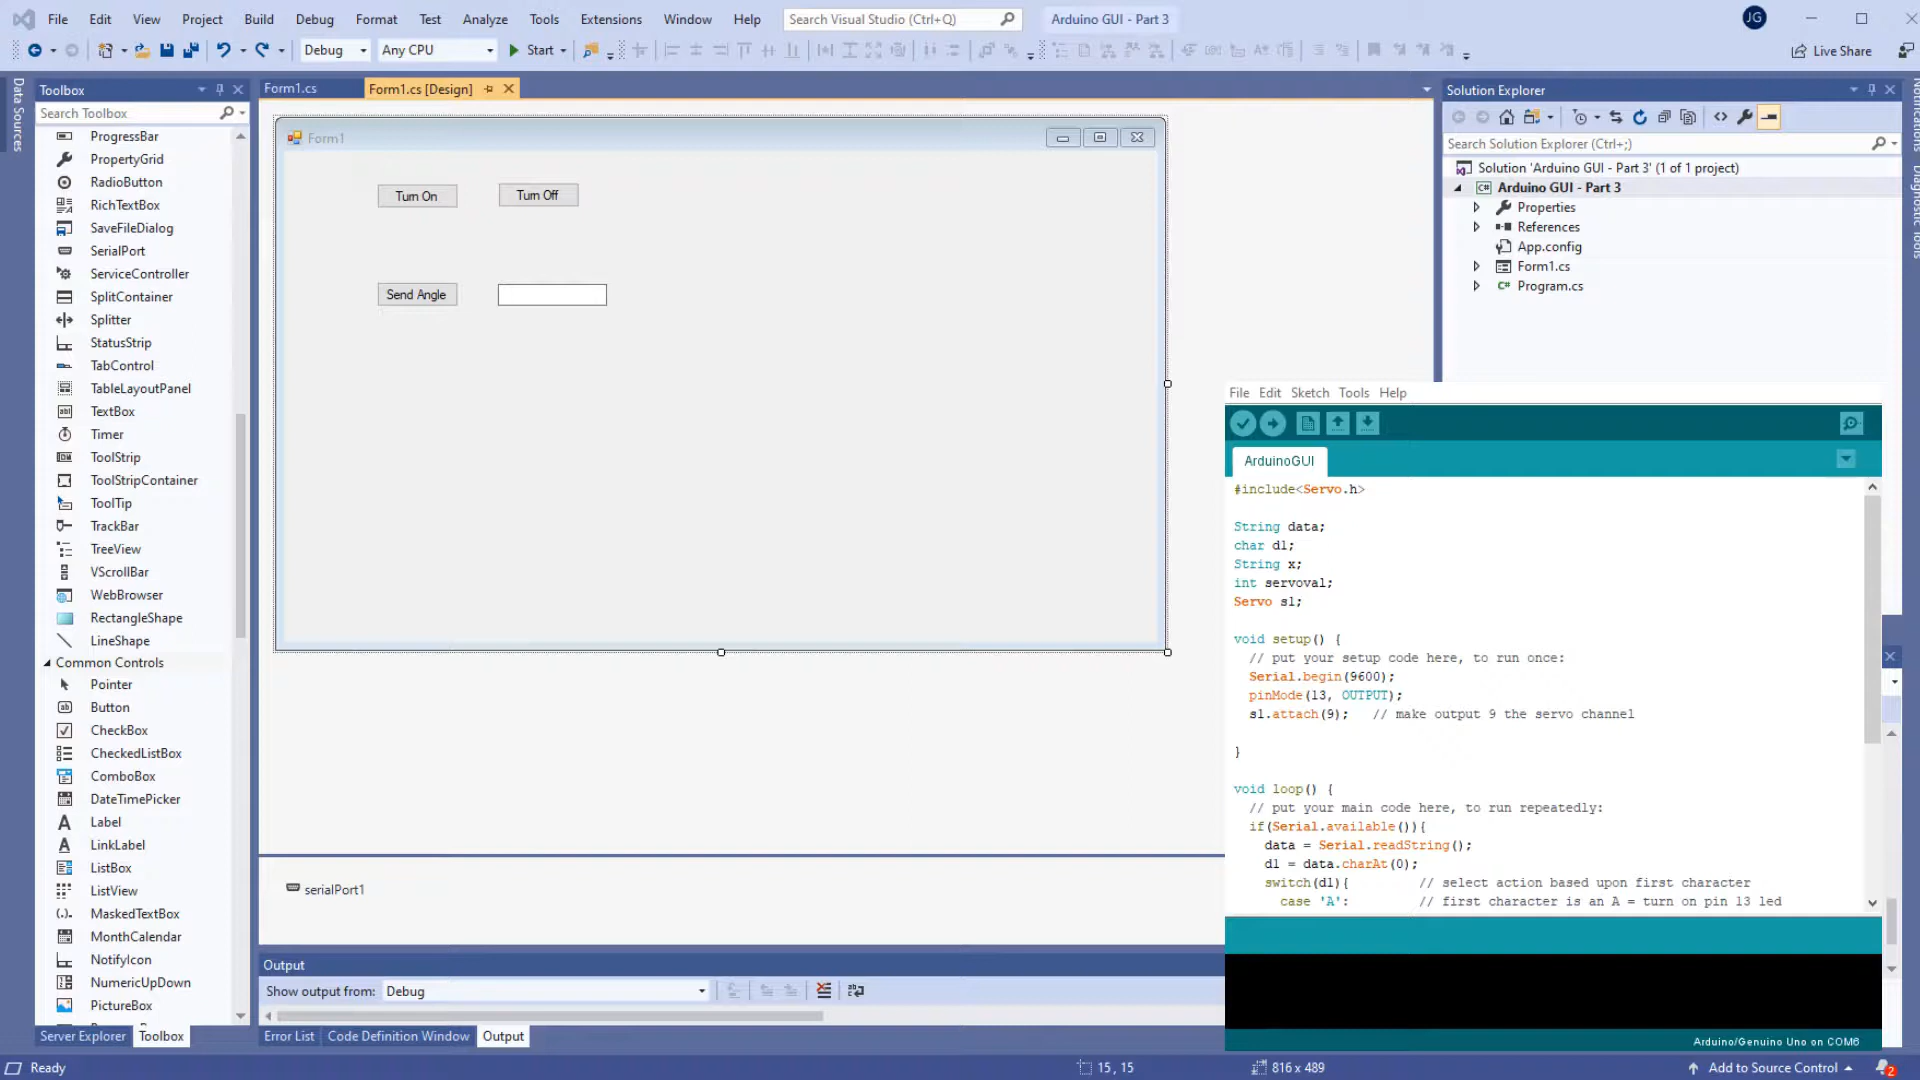 File Edit View Project Build Debug Format Test Analyze Tools Extensions Window Help Search Visual Studio (Ctrl+Q) Arduino GUI - Part 3 JG
Debug Any CPU Start Live Share
Data Sources
Toolbox
Search Toolbox
ProgressBar
PropertyGrid
RadioButton
RichTextBox
SaveFileDialog
SerialPort
ServiceController
SplitContainer
Splitter
StatusStrip
TabControl
TableLayoutPanel
TextBox
Timer
ToolStrip
ToolStripContainer
ToolTip
TrackBar
TreeView
VScrollBar
WebBrowser
RectangleShape
LineShape
Common Controls
Pointer
Button
CheckBox
CheckedListBox
ComboBox
DateTimePicker
Label
LinkLabel
ListBox
ListView
MaskedTextBox
MonthCalendar
NotifyIcon
NumericUpDown
PictureBox
Server Explorer Toolbox
Form1.cs Form1.cs [Design]
Form1
Turn On Turn Off
Send Angle
serialPort1
Output
Show output from: Debug
Error List Code Definition Window Output
Solution Explorer
Search Solution Explorer (Ctrl+;)
Solution 'Arduino GUI - Part 3' (1 of 1 project)
Arduino GUI - Part 3
Properties
References
App.config
Form1.cs
Program.cs
Notifications
Diagnostic Tools
File Edit Sketch Tools Help
ArduinoGUI
#include<Servo.h>
String data;
char d1;
String x;
int servoval;
Servo s1;
void setup() {
// put your setup code here, to run once:
Serial.begin(9600);
pinMode(13, OUTPUT);
s1.attach(9); // make output 9 the servo channel
}
void loop() {
// put your main code here, to run repeatedly:
if(Serial.available()){
data = Serial.readString();
d1 = data.charAt(0);
switch(d1){ // select action based upon first character
case 'A': // first character is an A = turn on pin 13 led
Arduino/Genuino Uno on COM6
Ready 15 , 15 816 x 489 Add to Source Control 2